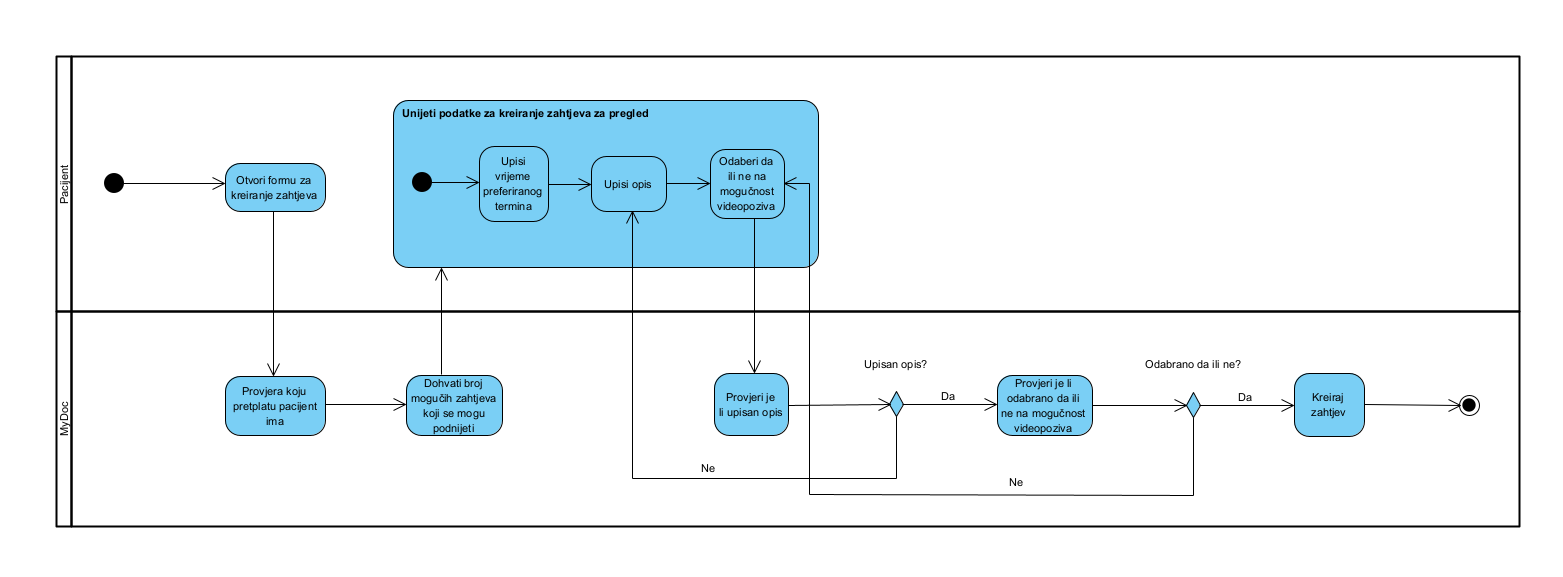 Pacijent
Otvori formu za
kreiranje zahtjeva
Unijeti podatke za kreiranje zahtjeva za pregled
Upisi
vrijeme
preferiranog
termina
Upisi opis
Odaberi da
ili ne na
mogučnost
videopoziva
MyDoc
Provjera koju
pretplatu pacijent
ima
Dohvati broj
mogučih zahtjeva
koji se mogu
podnijeti
Provjeri je
li upisan opis
Upisan opis?
Da
Ne
Provjeri je li
odabrano da ili
ne na mogučnost
videopoziva
Odabrano da ili ne?
Da
Ne
Kreiraj
zahtjev